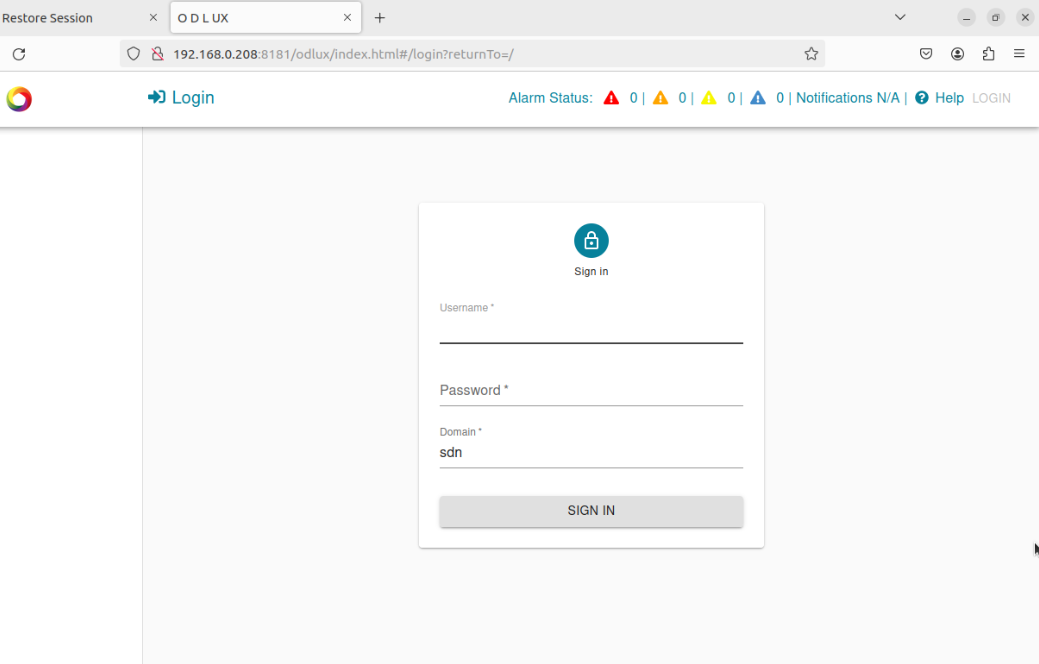 Restore Session
O D L UX
192.168.0.208:8181/odlux/index.html#/login?returnTo=/
Login
Alarm Status: 0 | 0 | 0 | 0 | Notifications N/A | Help LOGIN
Sign in
Username *
Password *
Domain *
sdn
SIGN IN